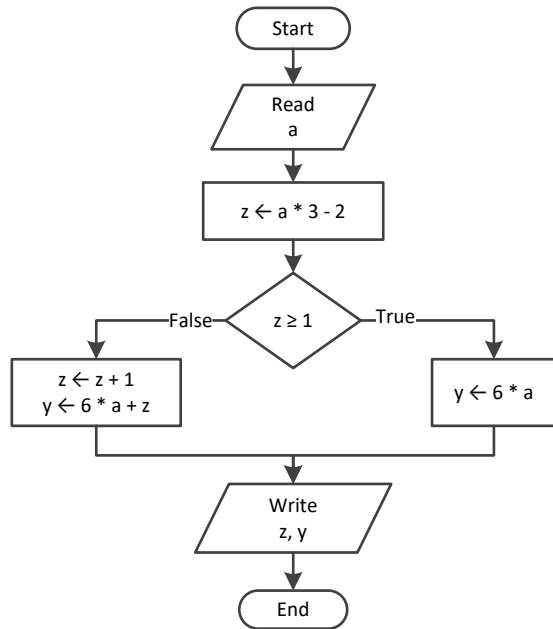 Start
Read
a
z ← a * 3 - 2
z ≥ 1
False
True
z ← z + 1
y ← 6 * a + z
y ← 6 * a
Write
z, y
End